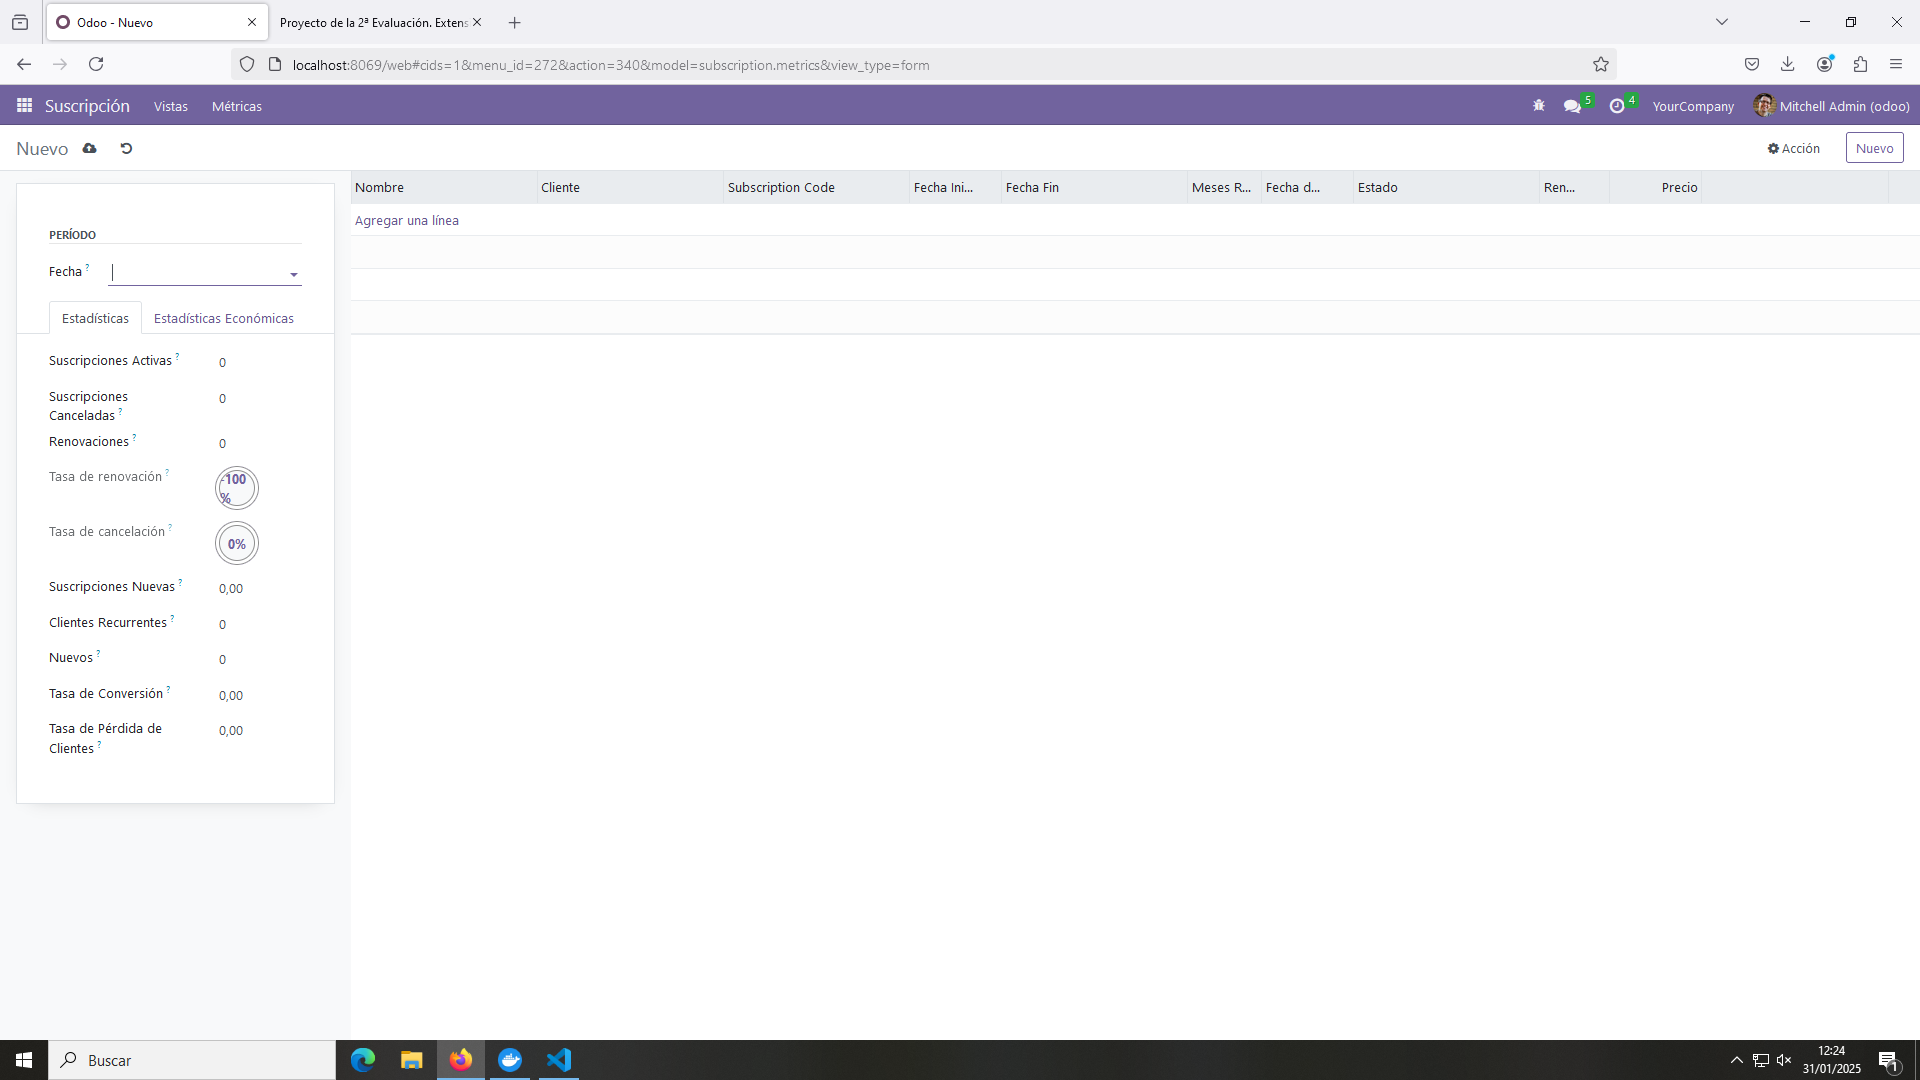 Odoo - Nuevo
Proyecto de la 2ª Evaluación. Extens
localhost:8069/web#cids=1&menu_id=272&action=340&model=subscription.metrics&view_type=form
Suscripción Vistas Métricas 5 4 YourCompany Mitchell Admin (odoo)
Nuevo Acción Nuevo
Nombre Cliente Subscription Code Fecha Ini... Fecha Fin Meses R... Fecha d... Estado Ren... Precio
Agregar una línea
PERÍODO
Fecha ?
Estadísticas Estadísticas Económicas
Suscripciones Activas ? 0
Suscripciones
Canceladas ? 0
Renovaciones ? 0
Tasa de renovación ? -100
%
Tasa de cancelación ? 0%
Suscripciones Nuevas ? 0,00
Clientes Recurrentes ? 0
Nuevos ? 0
Tasa de Conversión ? 0,00
Tasa de Pérdida de
Clientes ? 0,00
Buscar
12:24
31/01/2025
1